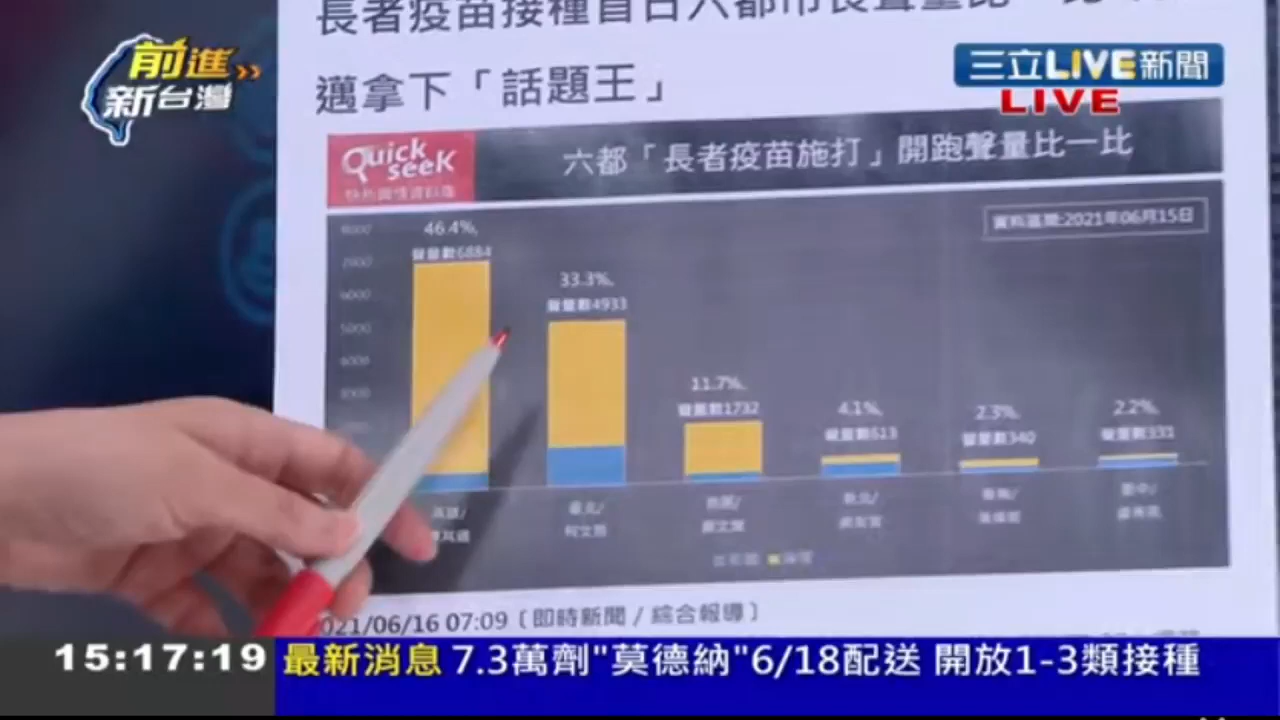 長者疫苗接種首日六都市長聲量比一比
邁拿下「話題王」
前進
新台灣
三立LIVE新聞
LIVE
Quick
seeK
六都「長者疫苗施打」開跑聲量比一比
資料區間:2021年06月15日
46.4%,
聲量數6884
33.3%,
聲量數4933
11.7%,
聲量數1732
4.1%,
聲量數613
2.3%,
聲量數340
2.2%,
聲量數331
8000
6000
5000
高雄/
臺北/
柯文哲
新北/
021/06/16 07:09〔即時新聞/綜合報導〕
15:17:19
最新消息 7.3萬劑"莫德納"6/18配送 開放1-3類接種